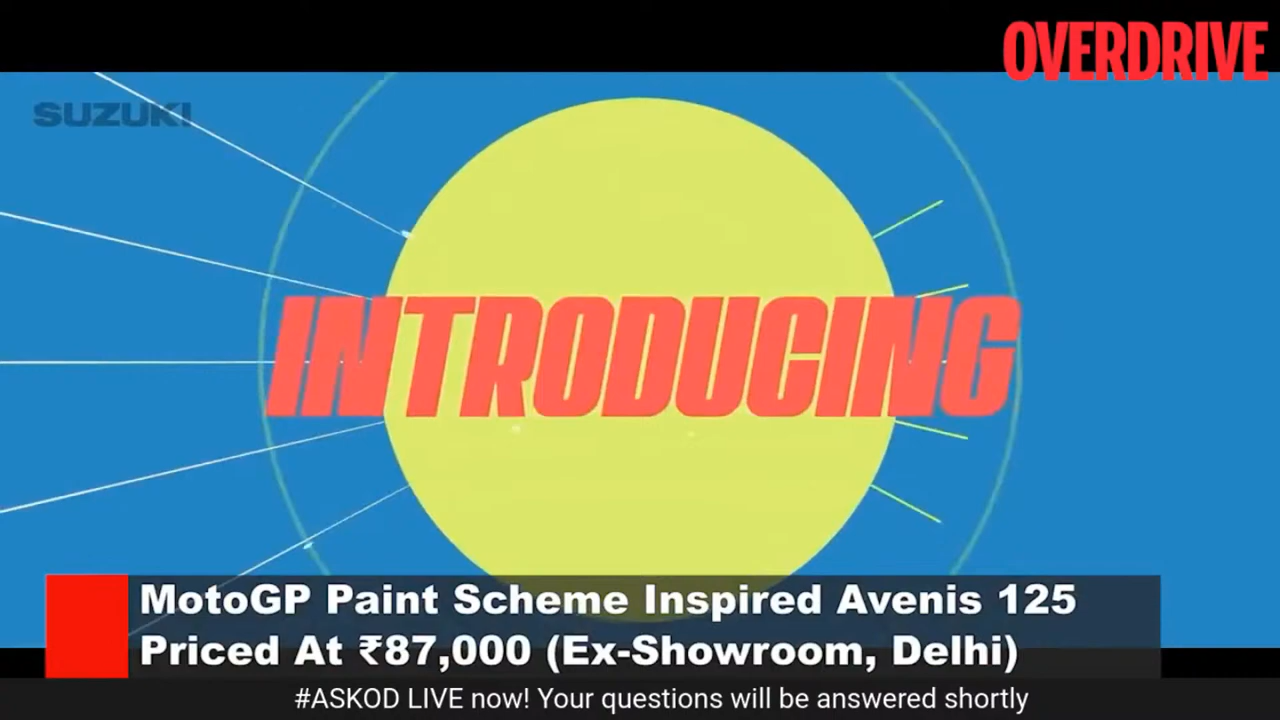 OVERDRIVE
SUZUKI
INTRODUCING
MotoGP Paint Scheme Inspired Avenis 125
Priced At ₹87,000 (Ex-Showroom, Delhi)
#ASKOD LIVE now! Your questions will be answered shortly